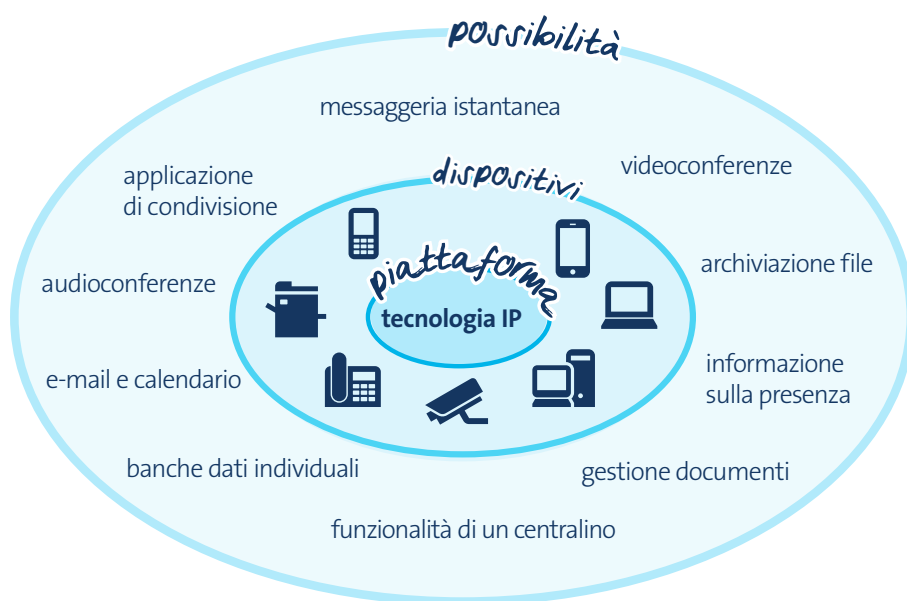 possibilità
messaggeria istantanea
videoconferenze
applicazione
di condivisione
dispositivi
archiviazione file
audioconferenze
piattaforma
tecnologia IP
informazione
sulla presenza
e-mail e calendario
banche dati individuali
gestione documenti
funzionalità di un centralino